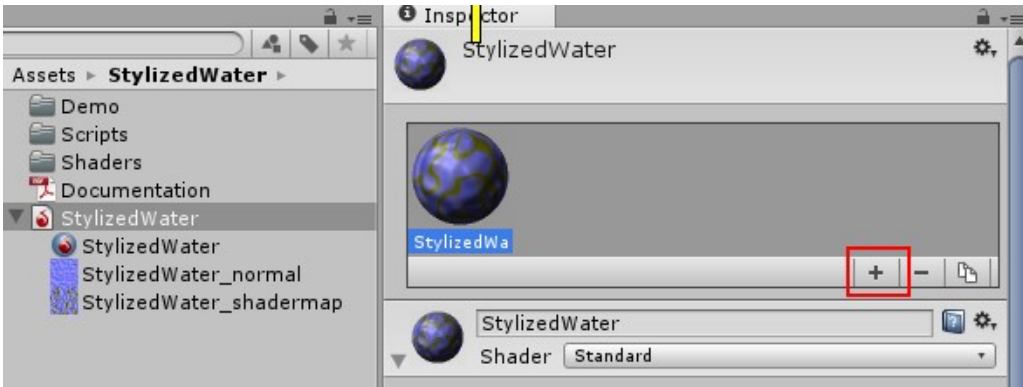 Inspector
StylizedWater
Assets ▸ StylizedWater ▸
Demo
Scripts
Shaders
Documentation
StylizedWater
StylizedWater
StylizedWater_normal
StylizedWater_shadermap
StylizedWa
StylizedWater
Shader Standard